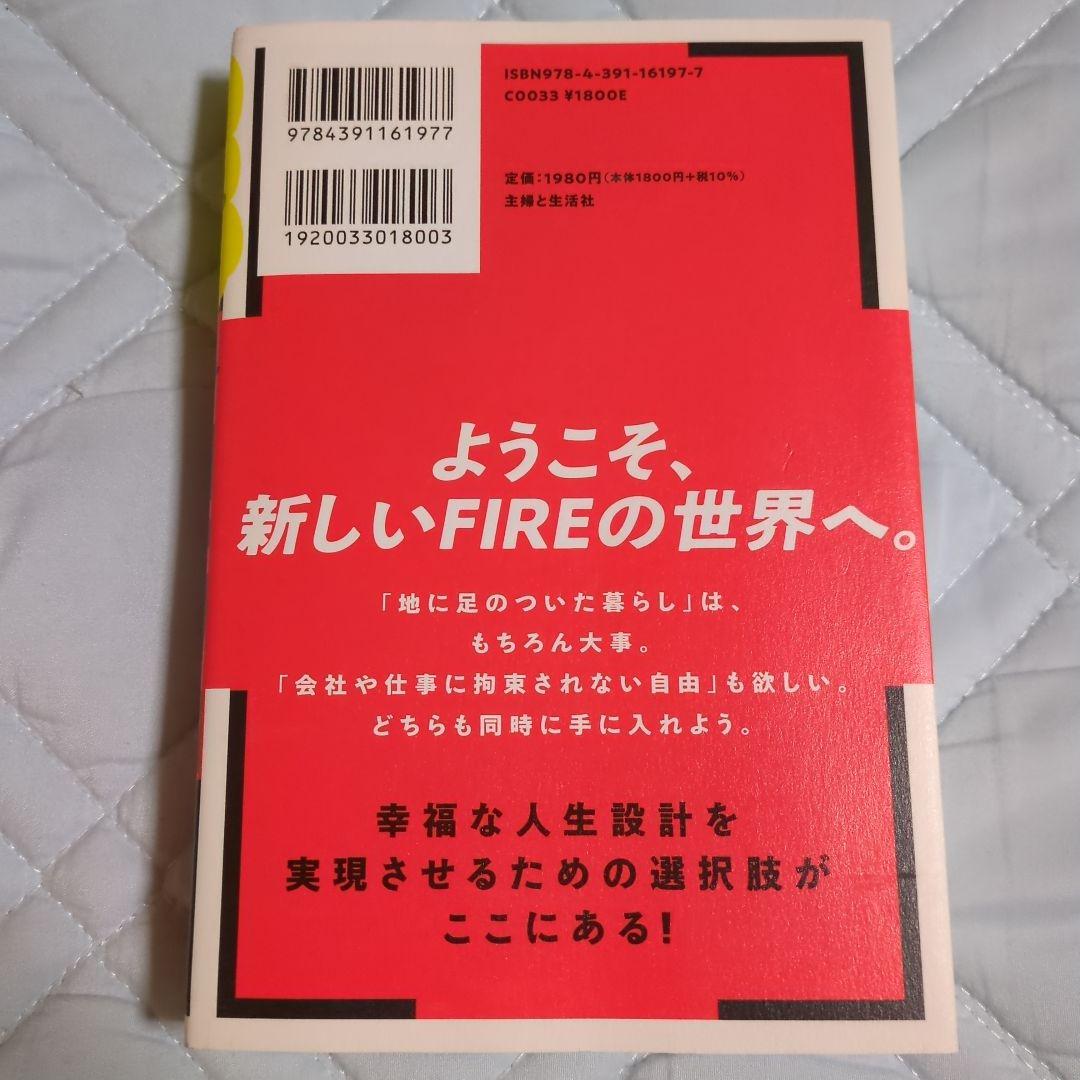 9784391161977
1920033018003
ISBN978-4-391-16197-7
C0033 ¥1800E
定価:1980円(本体1800円+税10%)
主婦と生活社
ようこそ、
新しいFIREの世界へ。
「地に足のついた暮らし」は、
もちろん大事。
「会社や仕事に拘束されない自由」も欲しい。
どちらも同時に手に入れよう。
幸福な人生設計を
実現させるための選択肢が
ここにある!